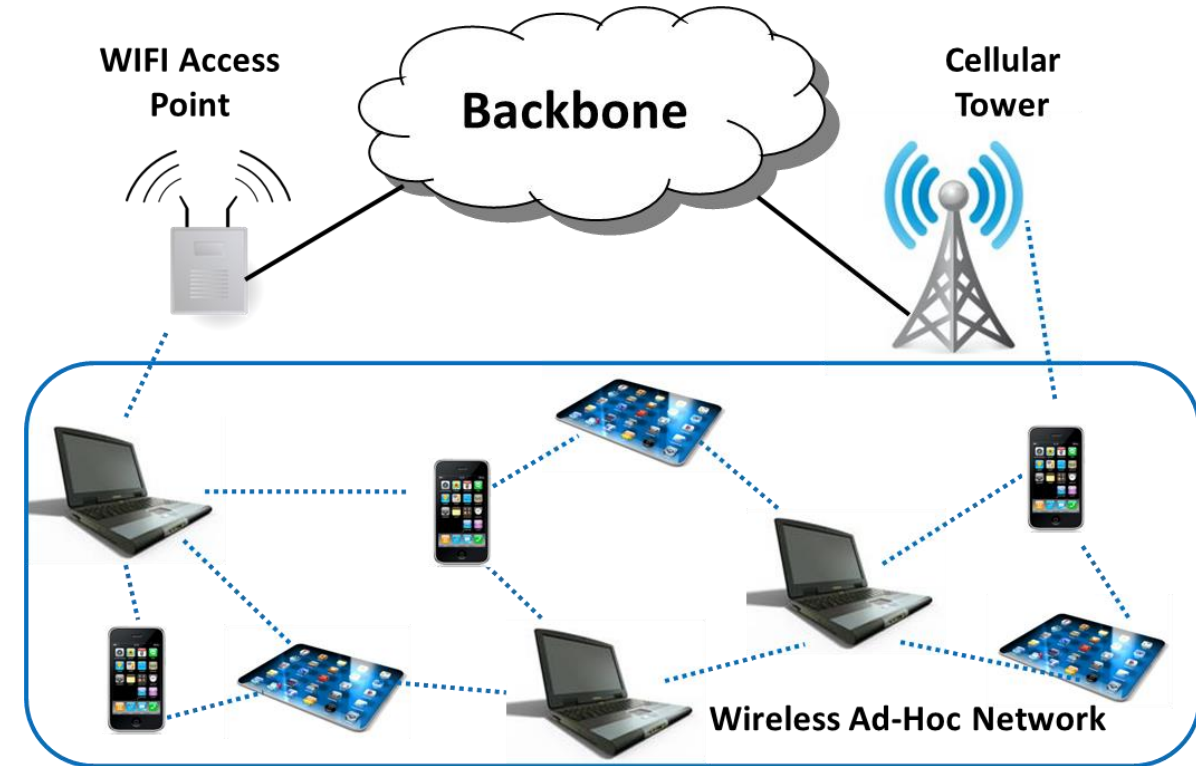 WIFI Access
Point
Backbone
Cellular
Tower
Wireless Ad-Hoc Network